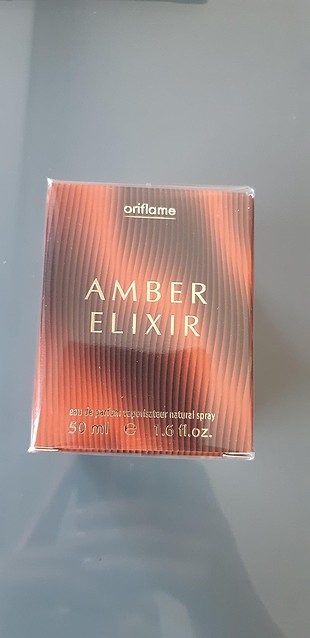 oriflame
AMBER
ELIXIR
eau de parfum vaporisateur natural spray
50 ml e 1.6 fl.oz.